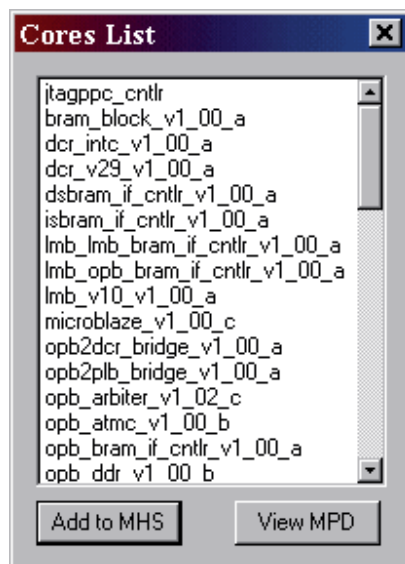 Cores List
jtagppc_cntlr
bram_block_v1_00_a
dcr_intc_v1_00_a
dcr_v29_v1_00_a
dsbram_if_cntlr_v1_00_a
isbram_if_cntlr_v1_00_a
lmb_lmb_bram_if_cntlr_v1_00_a
lmb_opb_bram_if_cntlr_v1_00_a
lmb_v10_v1_00_a
microblaze_v1_00_c
opb2dcr_bridge_v1_00_a
opb2plb_bridge_v1_00_a
opb_arbiter_v1_02_c
opb_atmc_v1_00_b
opb_bram_if_cntlr_v1_00_a
opb_ddr_v1_00_b
Add to MHS View MPD